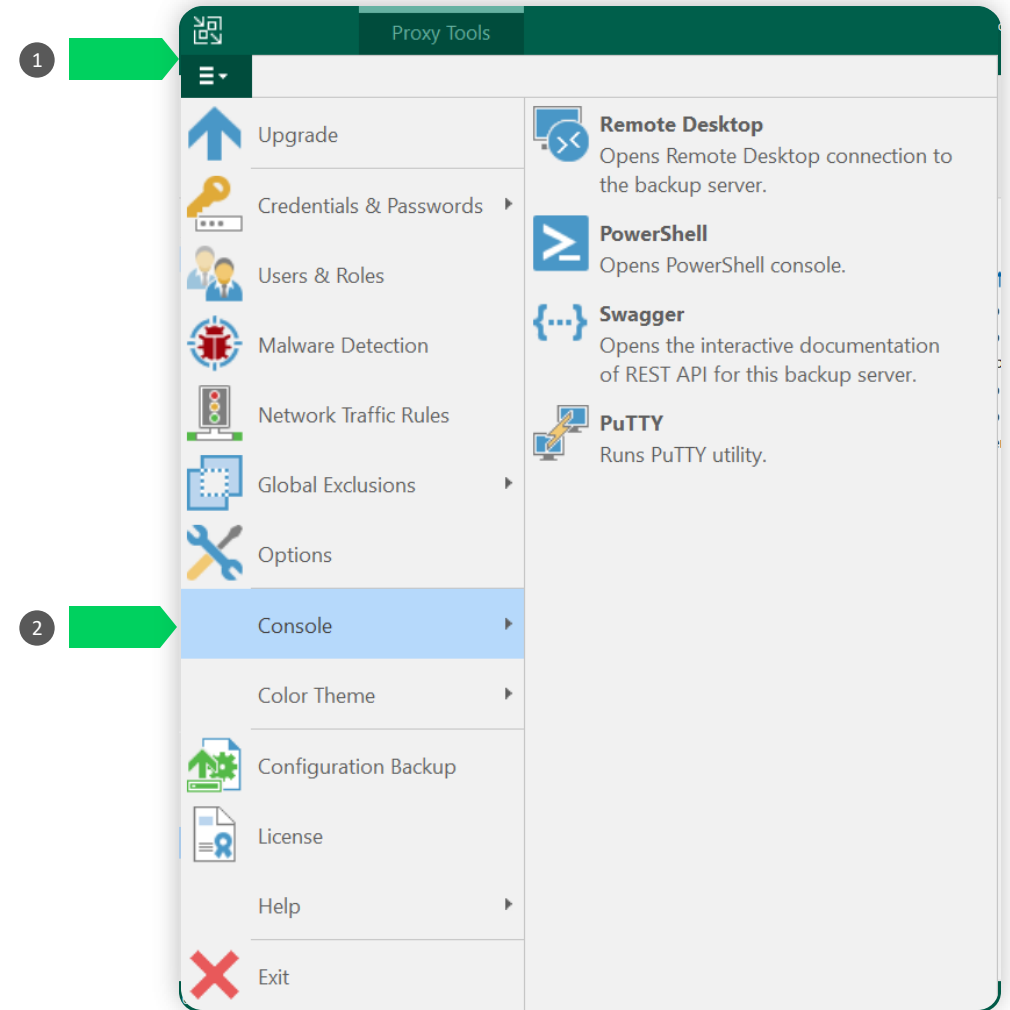 Proxy Tools
1
Upgrade
Credentials & Passwords
Users & Roles
Malware Detection
Network Traffic Rules
Global Exclusions
Options
2
Console
Color Theme
Configuration Backup
License
Help
Exit
Remote Desktop
Opens Remote Desktop connection to
the backup server.
PowerShell
Opens PowerShell console.
Swagger
Opens the interactive documentation
of REST API for this backup server.
PuTTY
Runs PuTTY utility.